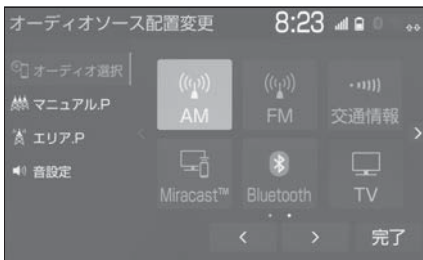 オーディオソース配置変更 8:23
オーディオ選択
マニュアル.P
エリア.P
音設定
AM FM 交通情報
Miracast™ Bluetooth TV
完了